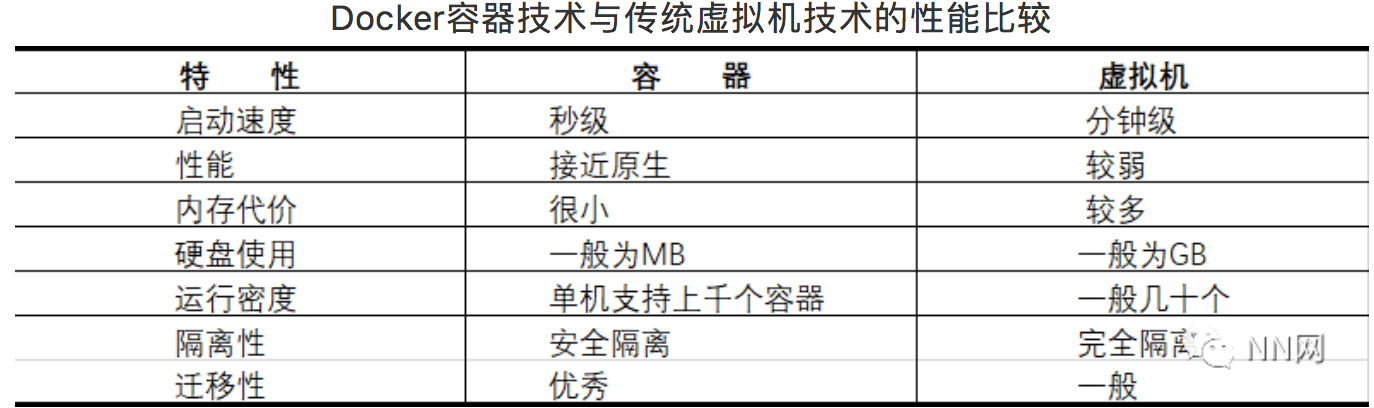 Docker容器技术与传统虚拟机技术的性能比较
特 性 容 器 虚拟机
启动速度 秒级 分钟级
性能 接近原生 较弱
内存代价 很小 较多
硬盘使用 一般为MB 一般为GB
运行密度 单机支持上千个容器 一般几十个
隔离性 安全隔离 完全隔离
NN网
迁移性 优秀 一般